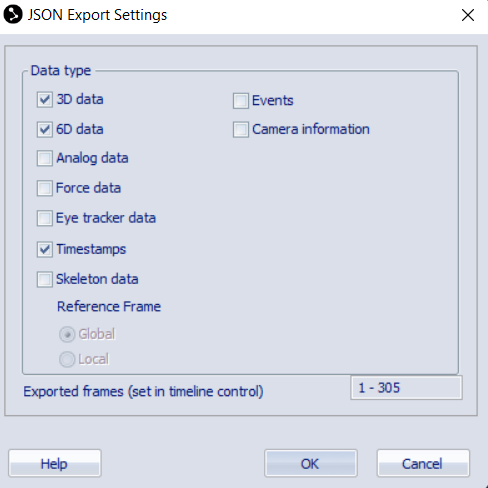 JSON Export Settings
Data type
3D data
6D data
Analog data
Force data
Eye tracker data
Timestamps
Skeleton data
Reference Frame
Global
Local
Events
Camera information
Exported frames (set in timeline control)
1 - 305
Help
OK
Cancel